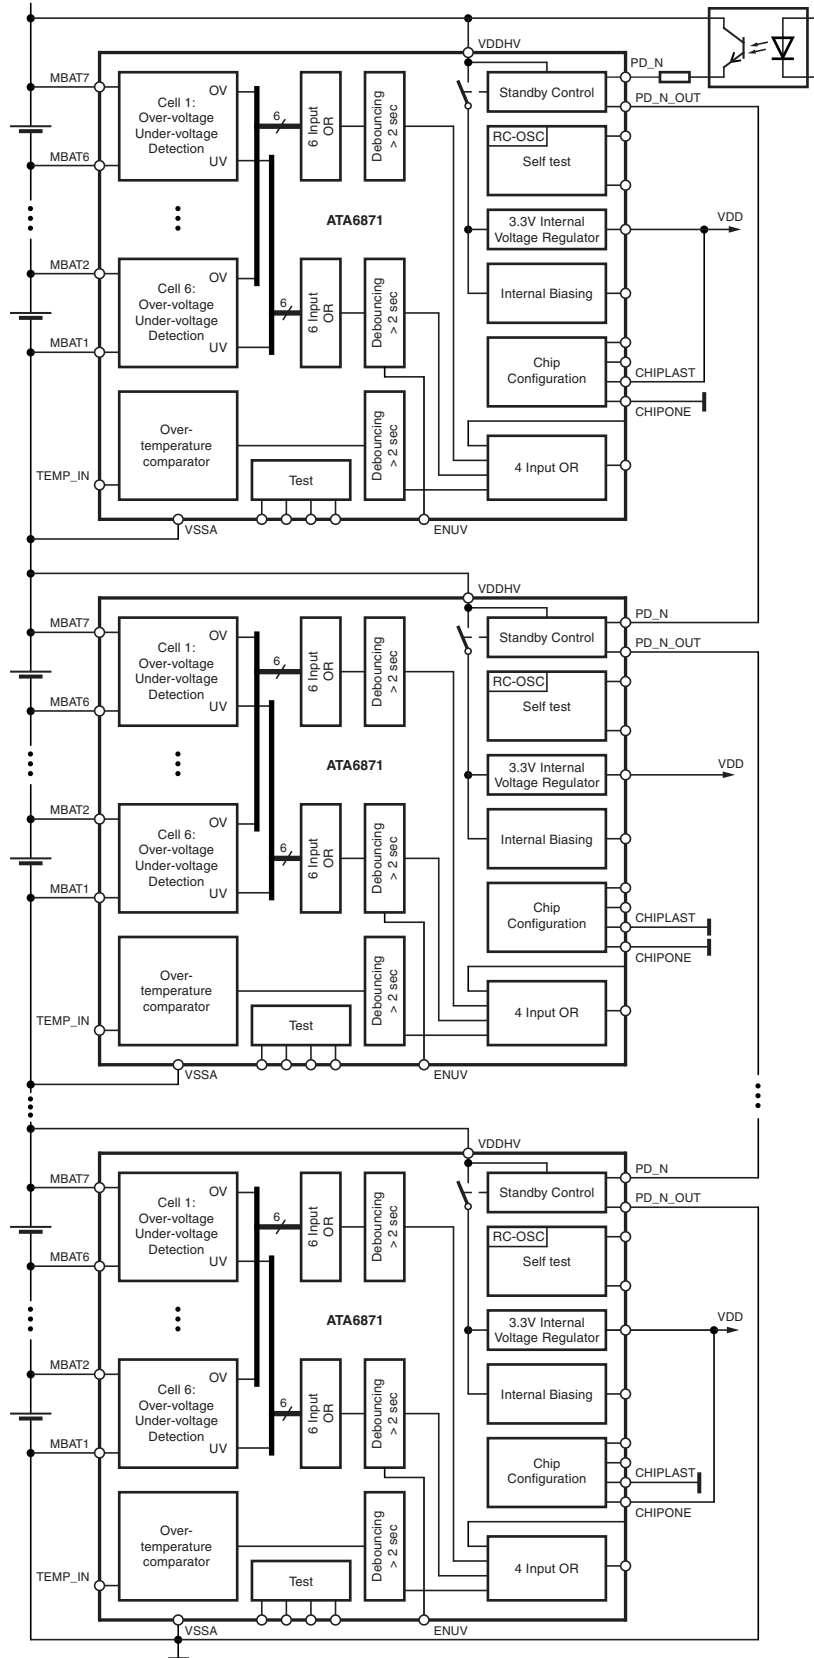 VDDHV
PD_N
PD_N_OUT
MBAT7
Cell 1:
Over-voltage
Under-voltage
Detection
OV
UV
6
6 Input
OR
Debouncing
> 2 sec
Standby Control
RC-OSC
Self test
MBAT6
ATA6871
3.3V Internal
Voltage Regulator
VDD
MBAT2
Cell 6:
Over-voltage
Under-voltage
Detection
OV
UV
6
6 Input
OR
Debouncing
> 2 sec
Internal Biasing
MBAT1
Chip
Configuration
CHIPLAST
CHIPONE
Over-
temperature
comparator
Debouncing
> 2 sec
TEMP_IN
Test
4 Input OR
VSSA
ENUV
VDDHV
PD_N
PD_N_OUT
MBAT7
Cell 1:
Over-voltage
Under-voltage
Detection
OV
UV
6
6 Input
OR
Debouncing
> 2 sec
Standby Control
RC-OSC
Self test
MBAT6
ATA6871
3.3V Internal
Voltage Regulator
VDD
MBAT2
Cell 6:
Over-voltage
Under-voltage
Detection
OV
UV
6
6 Input
OR
Debouncing
> 2 sec
Internal Biasing
MBAT1
Chip
Configuration
CHIPLAST
CHIPONE
Over-
temperature
comparator
Debouncing
> 2 sec
TEMP_IN
Test
4 Input OR
VSSA
ENUV
VDDHV
PD_N
PD_N_OUT
MBAT7
Cell 1:
Over-voltage
Under-voltage
Detection
OV
UV
6
6 Input
OR
Debouncing
> 2 sec
Standby Control
RC-OSC
Self test
MBAT6
ATA6871
3.3V Internal
Voltage Regulator
VDD
MBAT2
Cell 6:
Over-voltage
Under-voltage
Detection
OV
UV
6
6 Input
OR
Debouncing
> 2 sec
Internal Biasing
MBAT1
Chip
Configuration
CHIPLAST
CHIPONE
Over-
temperature
comparator
Debouncing
> 2 sec
TEMP_IN
Test
4 Input OR
VSSA
ENUV